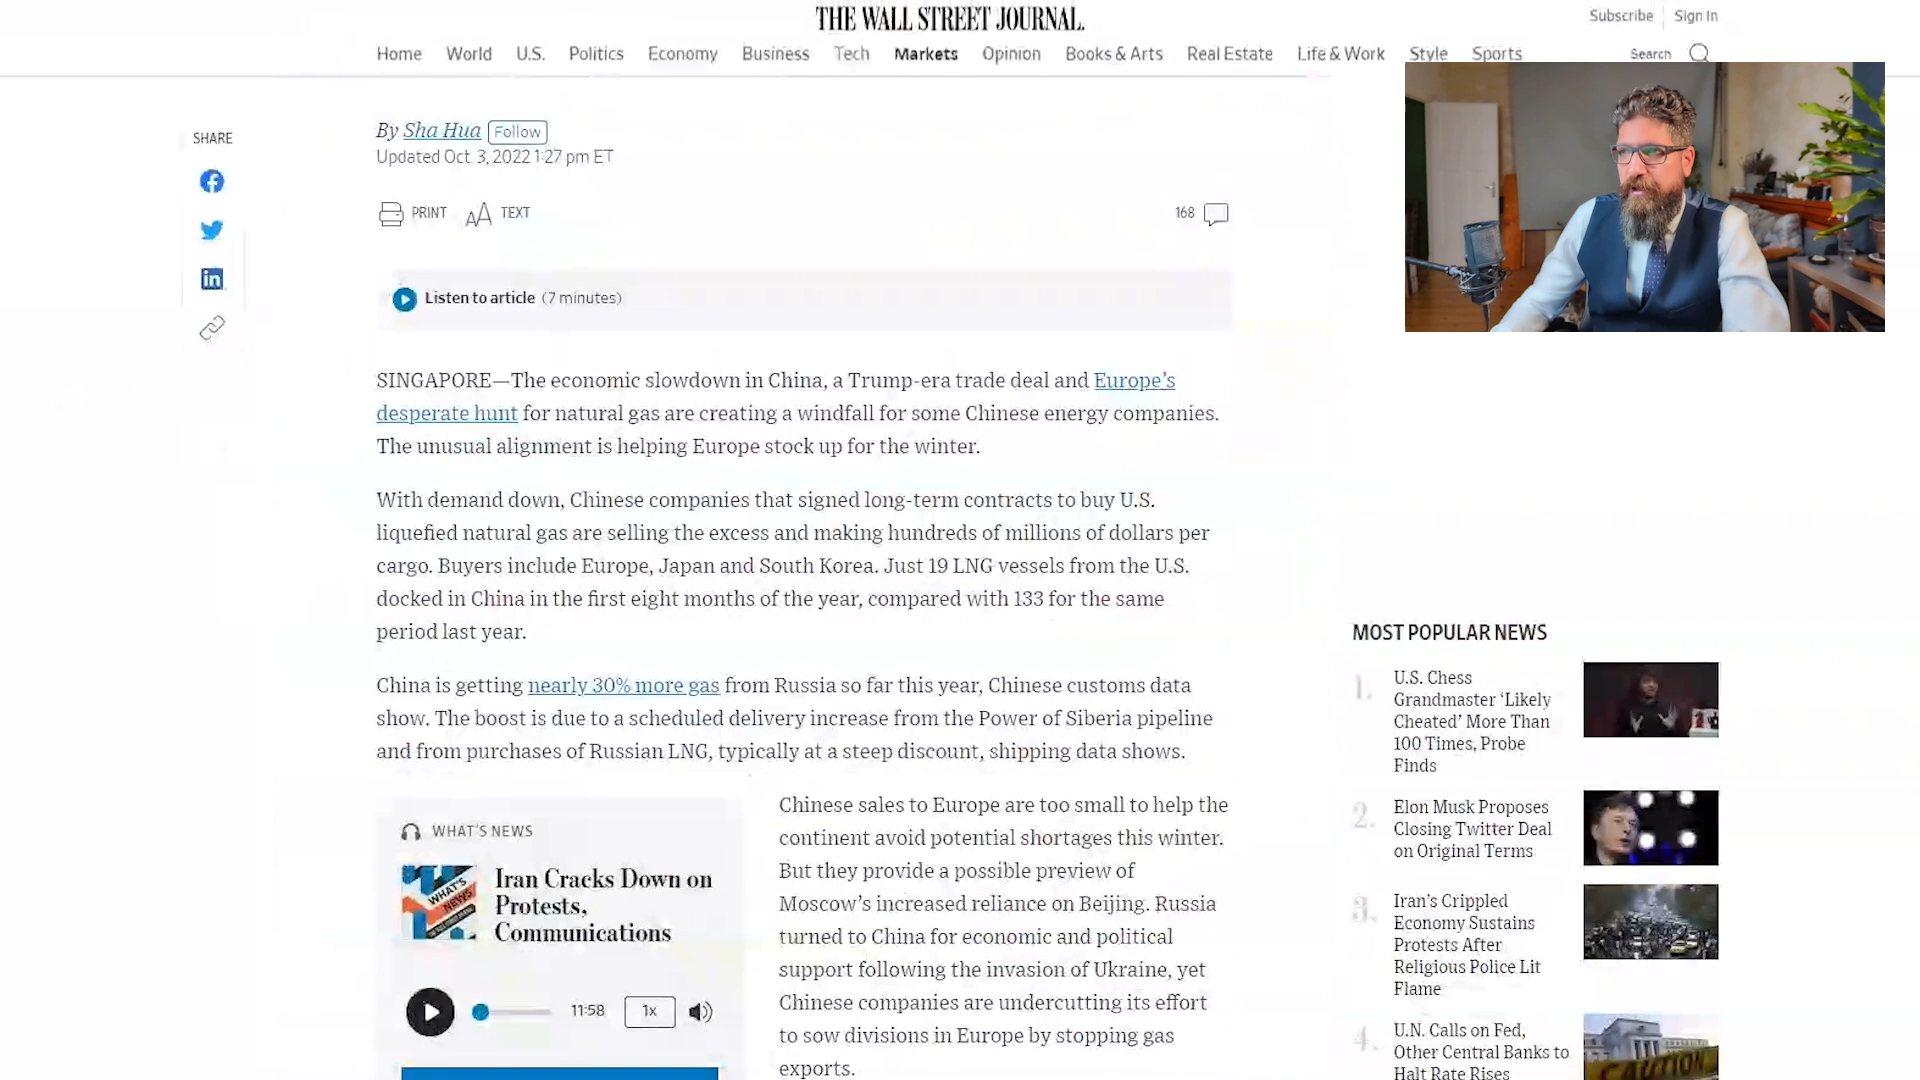 THE WALL STREET JOURNAL.
Subscribe
Sign In
Home World U.S. Politics Economy Business Tech Markets Opinion Books & Arts Real Estate Life & Work Style Sports
Search
SHARE
By Sha Hua Follow
Updated Oct. 3, 2022 1:27 pm ET
PRINT AA TEXT
168
Listen to article (7 minutes)
SINGAPORE—The economic slowdown in China, a Trump-era trade deal and Europe's
desperate hunt for natural gas are creating a windfall for some Chinese energy companies.
The unusual alignment is helping Europe stock up for the winter.
With demand down, Chinese companies that signed long-term contracts to buy U.S.
liquefied natural gas are selling the excess and making hundreds of millions of dollars per
cargo. Buyers include Europe, Japan and South Korea. Just 19 LNG vessels from the U.S.
docked in China in the first eight months of the year, compared with 133 for the same
period last year.
China is getting nearly 30% more gas from Russia so far this year, Chinese customs data
show. The boost is due to a scheduled delivery increase from the Power of Siberia pipeline
and from purchases of Russian LNG, typically at a steep discount, shipping data shows.
WHAT'S NEWS
WHAT'S
NEWS
Iran Cracks Down on
Protests,
Communications
11:58
1x
Chinese sales to Europe are too small to help the
continent avoid potential shortages this winter.
But they provide a possible preview of
Moscow's increased reliance on Beijing. Russia
turned to China for economic and political
support following the invasion of Ukraine, yet
Chinese companies are undercutting its effort
to sow divisions in Europe by stopping gas
exports.
MOST POPULAR NEWS
1.
U.S. Chess
Grandmaster 'Likely
Cheated' More Than
100 Times, Probe
Finds
2.
Elon Musk Proposes
Closing Twitter Deal
on Original Terms
3.
Iran's Crippled
Economy Sustains
Protests After
Religious Police Lit
Flame
4.
U.N. Calls on Fed,
Other Central Banks to
Halt Rate Rises
CAUTION